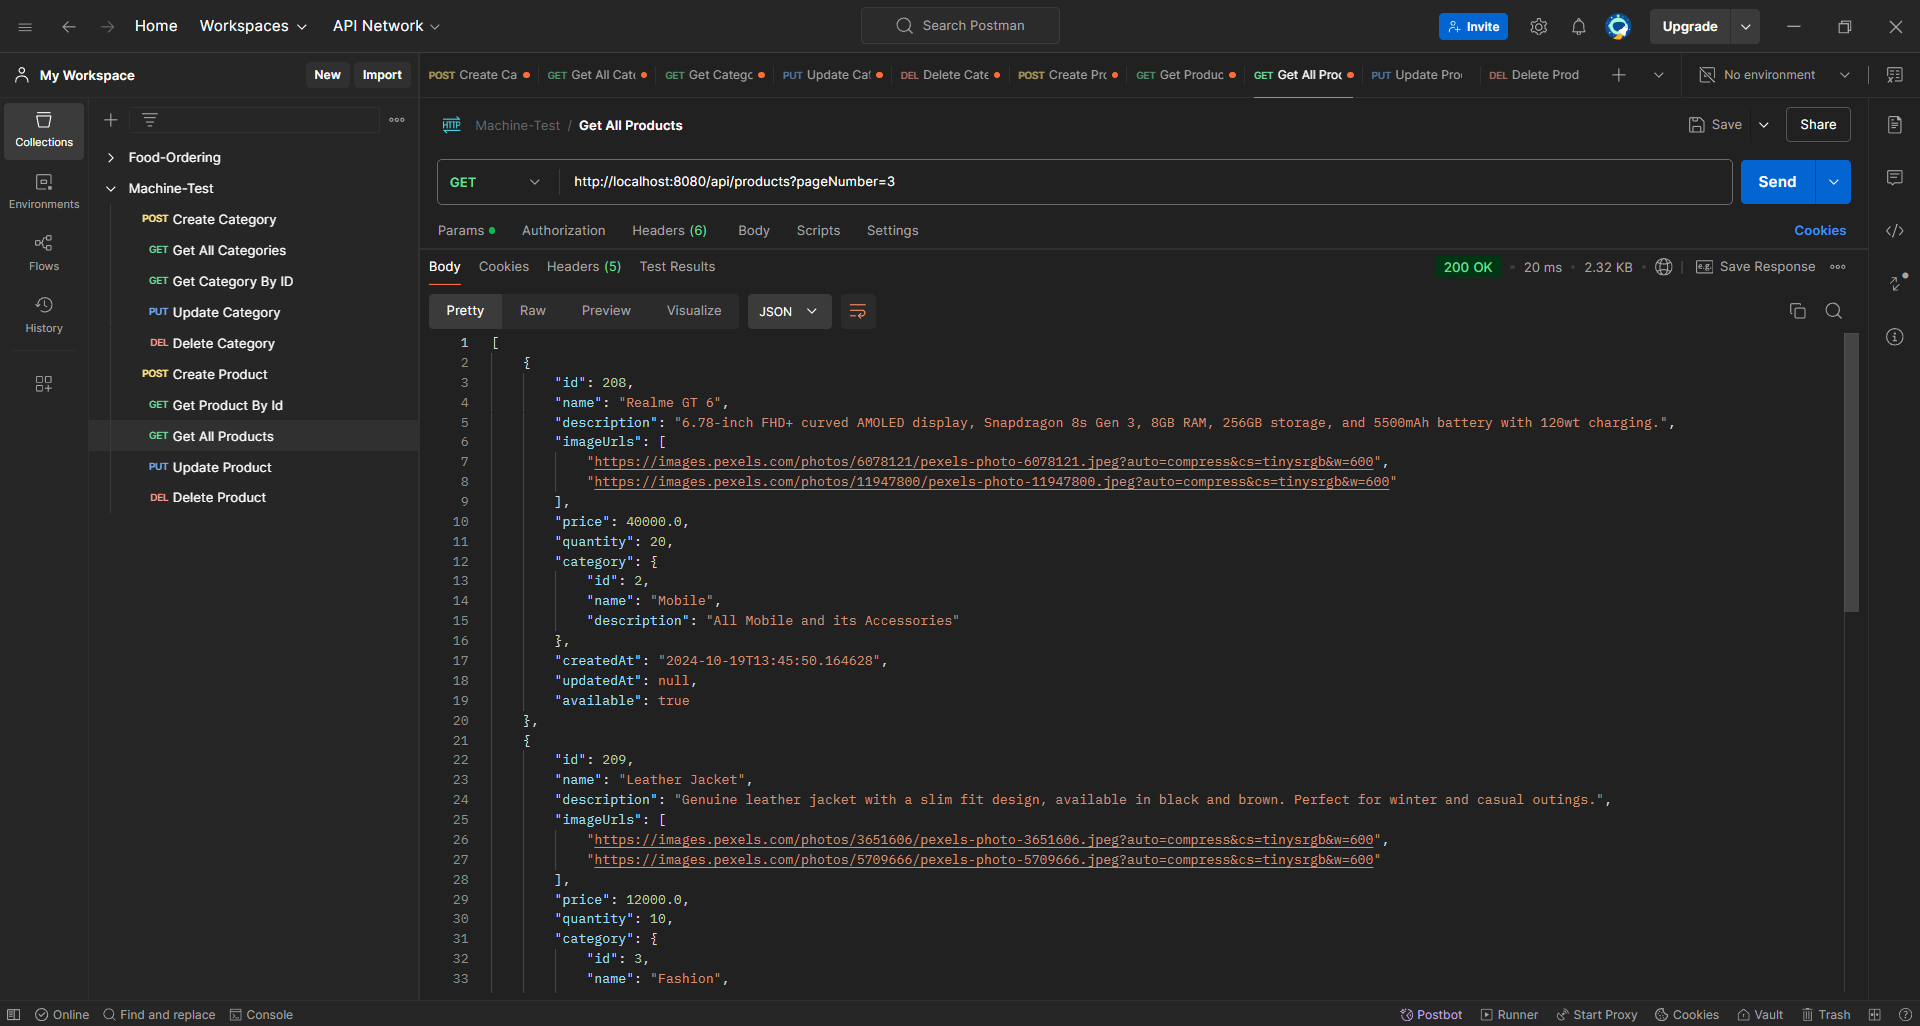 Home Workspaces API Network Search Postman Invite Upgrade
My Workspace New Import POST Create Ca GET Get All Cat GET Get Catego PUT Update Cat DEL Delete Cate POST Create Pro GET Get Produc GET Get All Proc PUT Update Pro DEL Delete Prod No environment
Collections
Environments
Flows
History
Food-Ordering
Machine-Test
POST Create Category
GET Get All Categories
GET Get Category By ID
PUT Update Category
DEL Delete Category
POST Create Product
GET Get Product By Id
GET Get All Products
PUT Update Product
DEL Delete Product
HTTP Machine-Test / Get All Products Save Share
GET http://localhost:8080/api/products?pageNumber=3 Send
Params Authorization Headers (6) Body Scripts Settings Cookies
Body Cookies Headers (5) Test Results 200 OK 20 ms 2.32 KB e.g. Save Response
Pretty Raw Preview Visualize JSON
1 [
2 {
3 "id": 208,
4 "name": "Realme GT 6",
5 "description": "6.78-inch FHD+ curved AMOLED display, Snapdragon 8s Gen 3, 8GB RAM, 256GB storage, and 5500mAh battery with 120wt charging.",
6 "imageUrls": [
7 "https://images.pexels.com/photos/6078121/pexels-photo-6078121.jpeg?auto=compress&cs=tinysrgb&w=600",
8 "https://images.pexels.com/photos/11947800/pexels-photo-11947800.jpeg?auto=compress&cs=tinysrgb&w=600"
9 ],
10 "price": 40000.0,
11 "quantity": 20,
12 "category": {
13 "id": 2,
14 "name": "Mobile",
15 "description": "All Mobile and its Accessories"
16 },
17 "createdAt": "2024-10-19T13:45:50.164628",
18 "updatedAt": null,
19 "available": true
20 },
21 {
22 "id": 209,
23 "name": "Leather Jacket",
24 "description": "Genuine leather jacket with a slim fit design, available in black and brown. Perfect for winter and casual outings.",
25 "imageUrls": [
26 "https://images.pexels.com/photos/3651606/pexels-photo-3651606.jpeg?auto=compress&cs=tinysrgb&w=600",
27 "https://images.pexels.com/photos/5709666/pexels-photo-5709666.jpeg?auto=compress&cs=tinysrgb&w=600"
28 ],
29 "price": 12000.0,
30 "quantity": 10,
31 "category": {
32 "id": 3,
33 "name": "Fashion",
Online Find and replace Console Postbot Runner Start Proxy Cookies Vault Trash